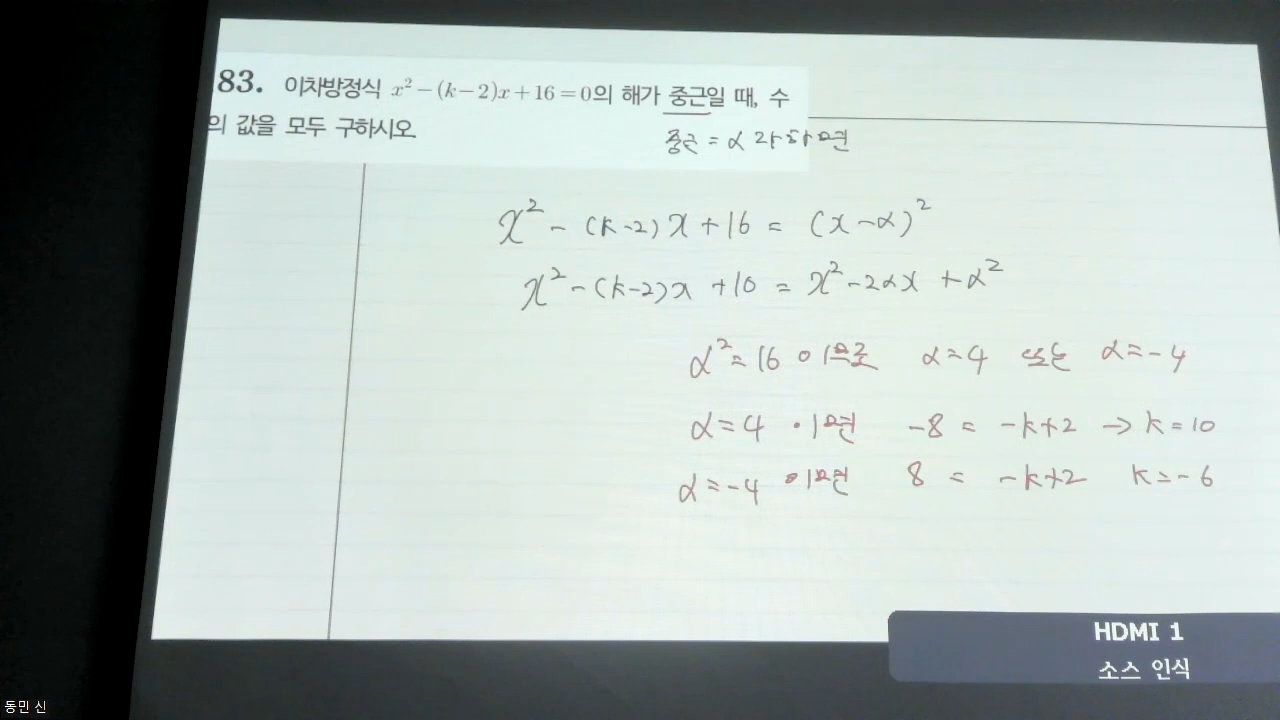 83. 이차방정식 x²-(k-2)x+16=0의 해가 중근일 때, 수
의 값을 모두 구하시오.
중근 = α 라 하면
x² - (k-2)x + 16 = (x-α)²
x² - (k-2)x + 10 = x² - 2αx + α²
α² = 16 이므로 α=4 또는 α=-4
α=4 이면 -8 = -k+2 → k=10
α=-4 이면 8 = -k+2 k=-6
HDMI 1
소스 인식
동민 신